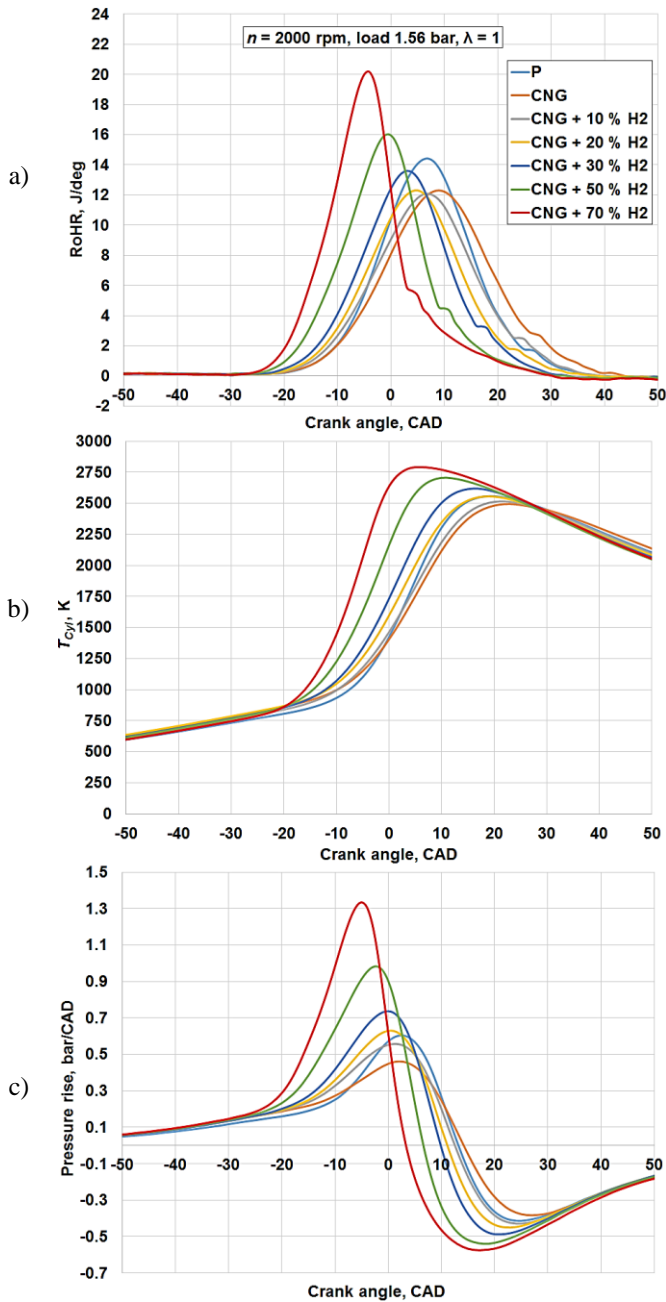 a)
n = 2000 rpm, load 1.56 bar, λ = 1
P
CNG
CNG + 10 % H2
CNG + 20 % H2
CNG + 30 % H2
CNG + 50 % H2
CNG + 70 % H2
RoHR, J/deg
24
22
20
18
16
14
12
10
8
6
4
2
0
-2
-50 -40 -30 -20 -10 0 10 20 30 40 50
Crank angle, CAD
b)
TCyl, K
3000
2750
2500
2250
2000
1750
1500
1250
1000
750
500
250
0
-50 -40 -30 -20 -10 0 10 20 30 40 50
Crank angle, CAD
c)
Pressure rise, bar/CAD
1.5
1.3
1.1
0.9
0.7
0.5
0.3
0.1
-0.1
-0.3
-0.5
-0.7
-50 -40 -30 -20 -10 0 10 20 30 40 50
Crank angle, CAD